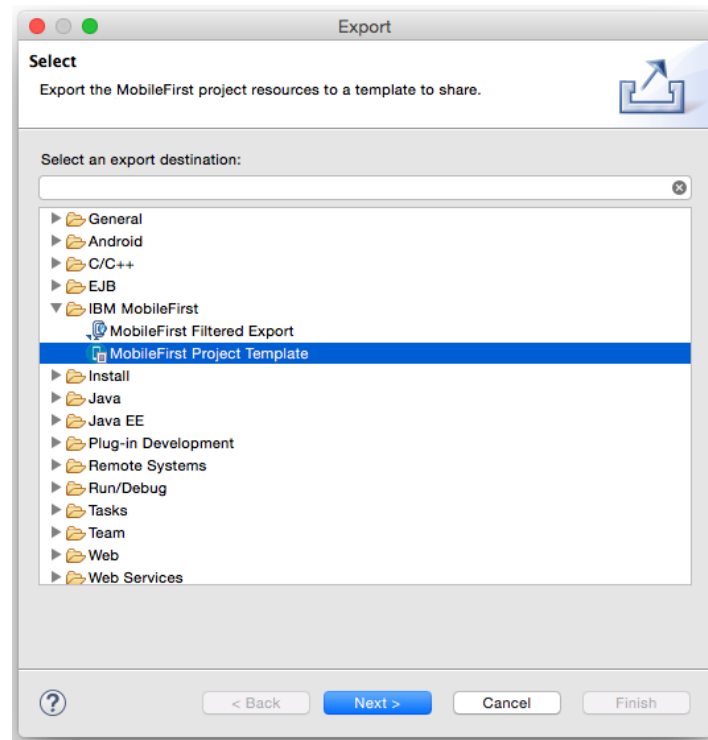 Export
Select
Export the MobileFirst project resources to a template to share.
Select an export destination:
General
Android
C/C++
EJB
IBM MobileFirst
MobileFirst Filtered Export
MobileFirst Project Template
Install
Java
Java EE
Plug-in Development
Remote Systems
Run/Debug
Tasks
Team
Web
Web Services
? < Back Next > Cancel Finish